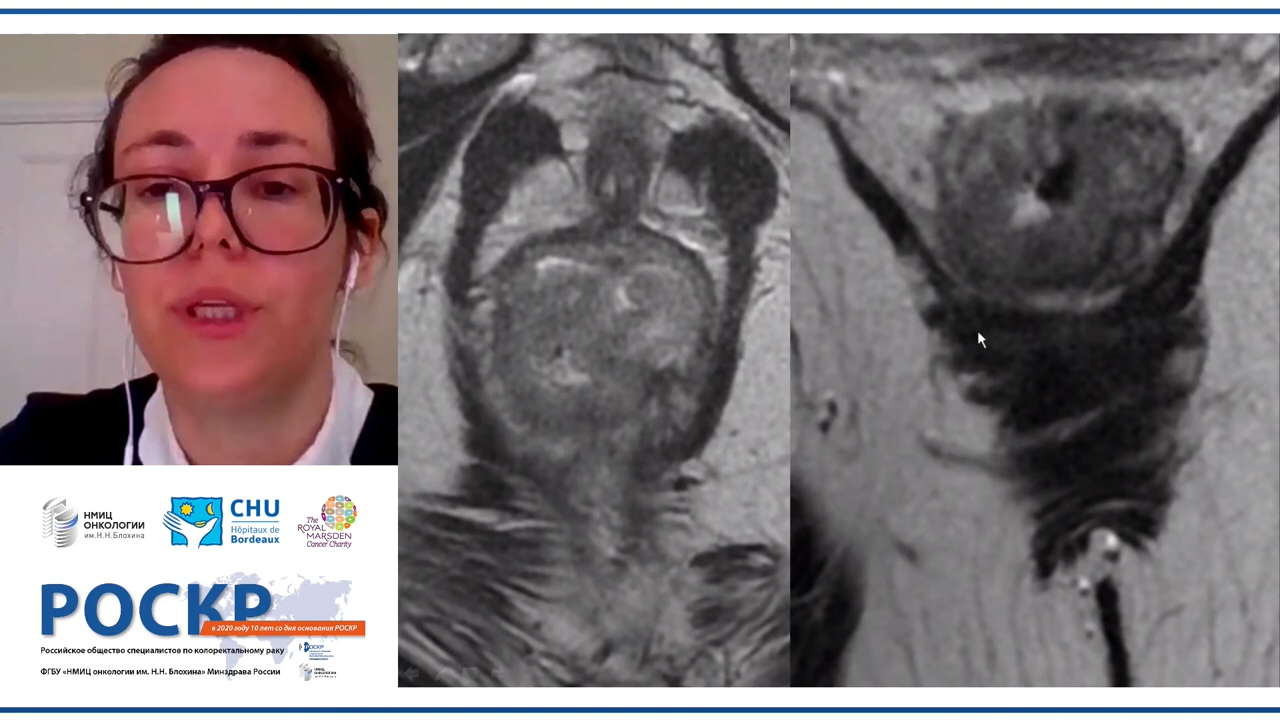 НМИЦ
ОНКОЛОГИИ
им.Н.Н.Блохина
CHU
Hôpitaux de
Bordeaux
The
ROYAL
MARSDEN
Cancer Charity
РОСКР
в 2020 году 10 лет со дня основания РОСКР
Российское общество специалистов по колоректальному раку
РОСКР
ФГБУ «НМИЦ онкологии им. Н.Н. Блохина» Минздрава России